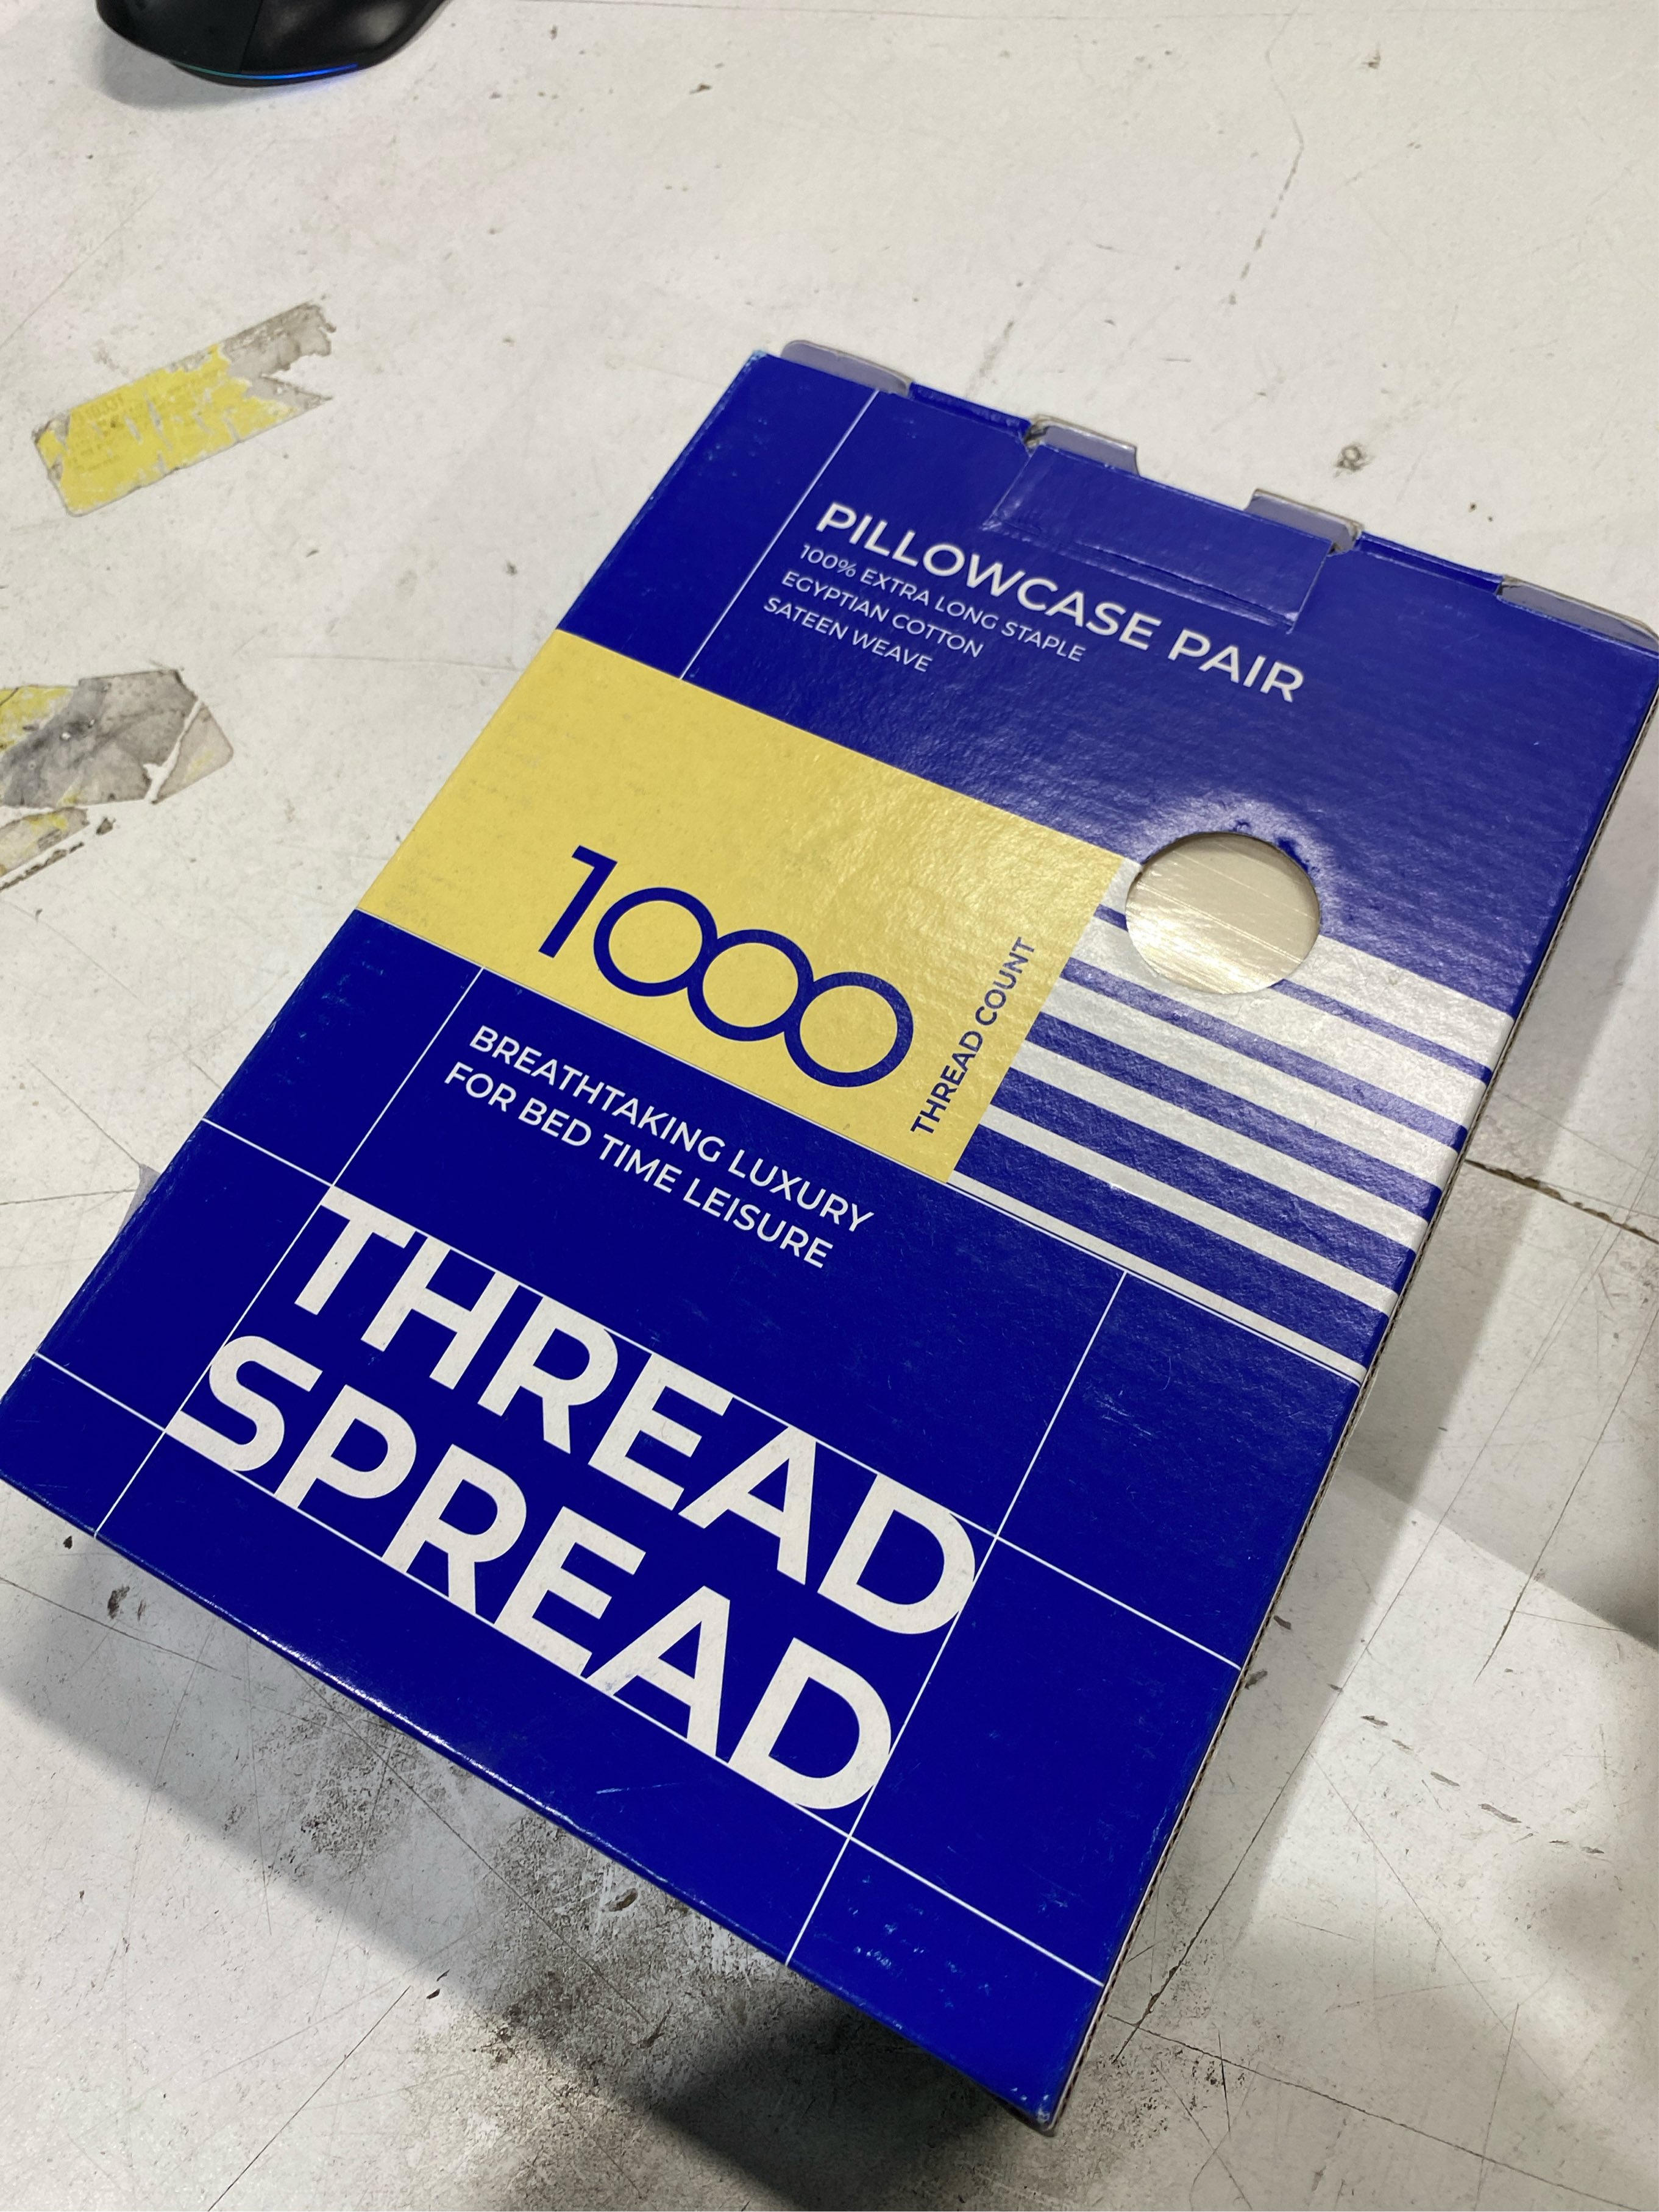 PILLOWCASE PAIR
100% EXTRA LONG STAPLE
EGYPTIAN COTTON
SATEEN WEAVE
1000
THREAD COUNT
BREATHTAKING LUXURY
FOR BED TIME LEISURE
THREAD
SPREAD